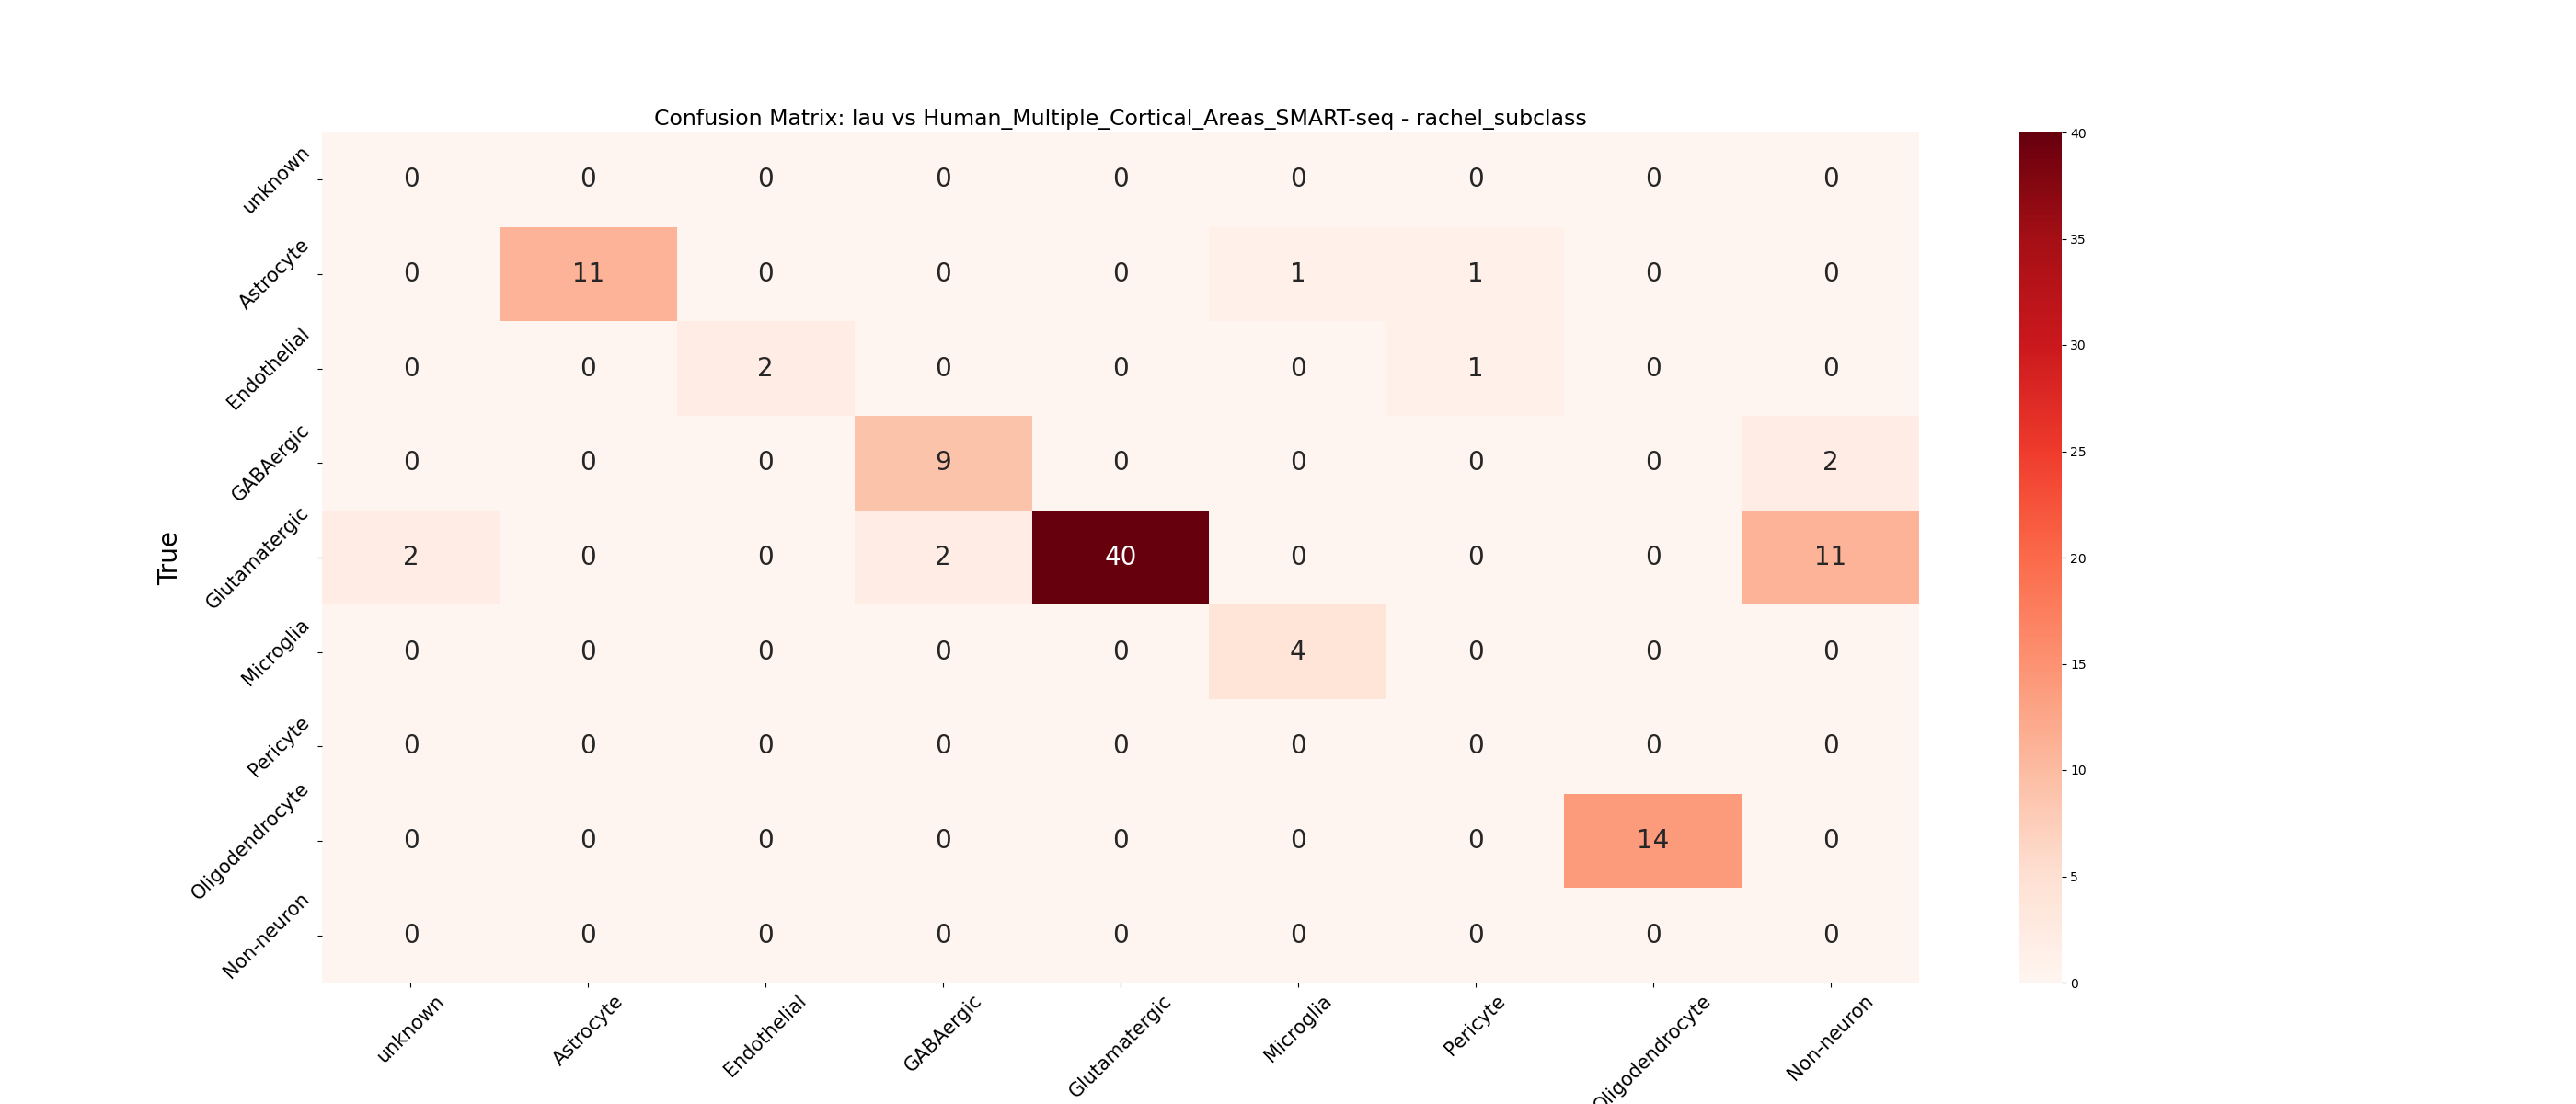 Confusion Matrix: lau vs Human_Multiple_Cortical_Areas_SMART-seq - rachel_subclass
True
unknown 0 0 0 0 0 0 0 0 0
Astrocyte 0 11 0 0 0 1 1 0 0
Endothelial 0 0 2 0 0 0 1 0 0
GABAergic 0 0 0 9 0 0 0 0 2
Glutamatergic 2 0 0 2 40 0 0 0 11
Microglia 0 0 0 0 0 4 0 0 0
Pericyte 0 0 0 0 0 0 0 0 0
Oligodendrocyte 0 0 0 0 0 0 0 14 0
Non-neuron 0 0 0 0 0 0 0 0 0
unknown Astrocyte Endothelial GABAergic Glutamatergic Microglia Pericyte Oligodendrocyte Non-neuron
40
35
30
25
20
15
10
5
0